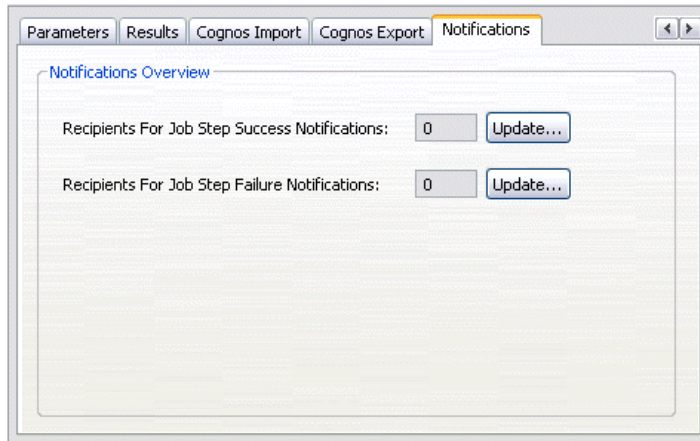 Parameters Results Cognos Import Cognos Export Notifications
Notifications Overview
Recipients For Job Step Success Notifications: 0 Update...
Recipients For Job Step Failure Notifications: 0 Update...